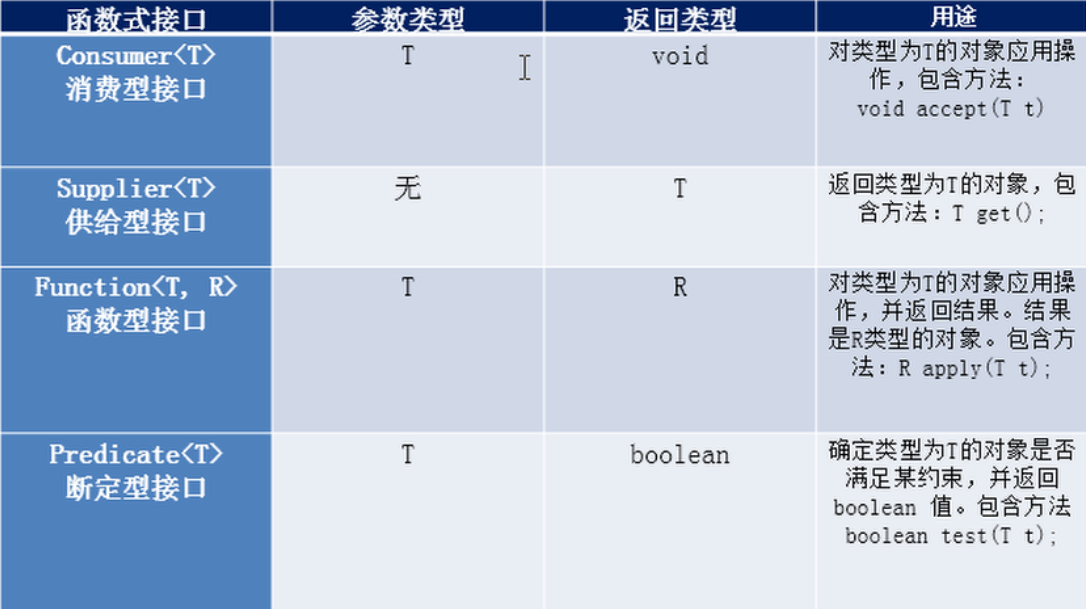 函数式接口 参数类型 返回类型 用途
Consumer<T> T void 对类型为T的对象应用操
消费型接口 作，包含方法：
void accept(T t)
Supplier<T> 无 T 返回类型为T的对象，包
供给型接口 含方法：T get();
Function<T, R> T R 对类型为T的对象应用操
函数型接口 作，并返回结果。结果
是R类型的对象。包含方
法：R apply(T t);
Predicate<T> T boolean 确定类型为T的对象是否
断定型接口 满足某约束，并返回
boolean 值。包含方法
boolean test(T t);